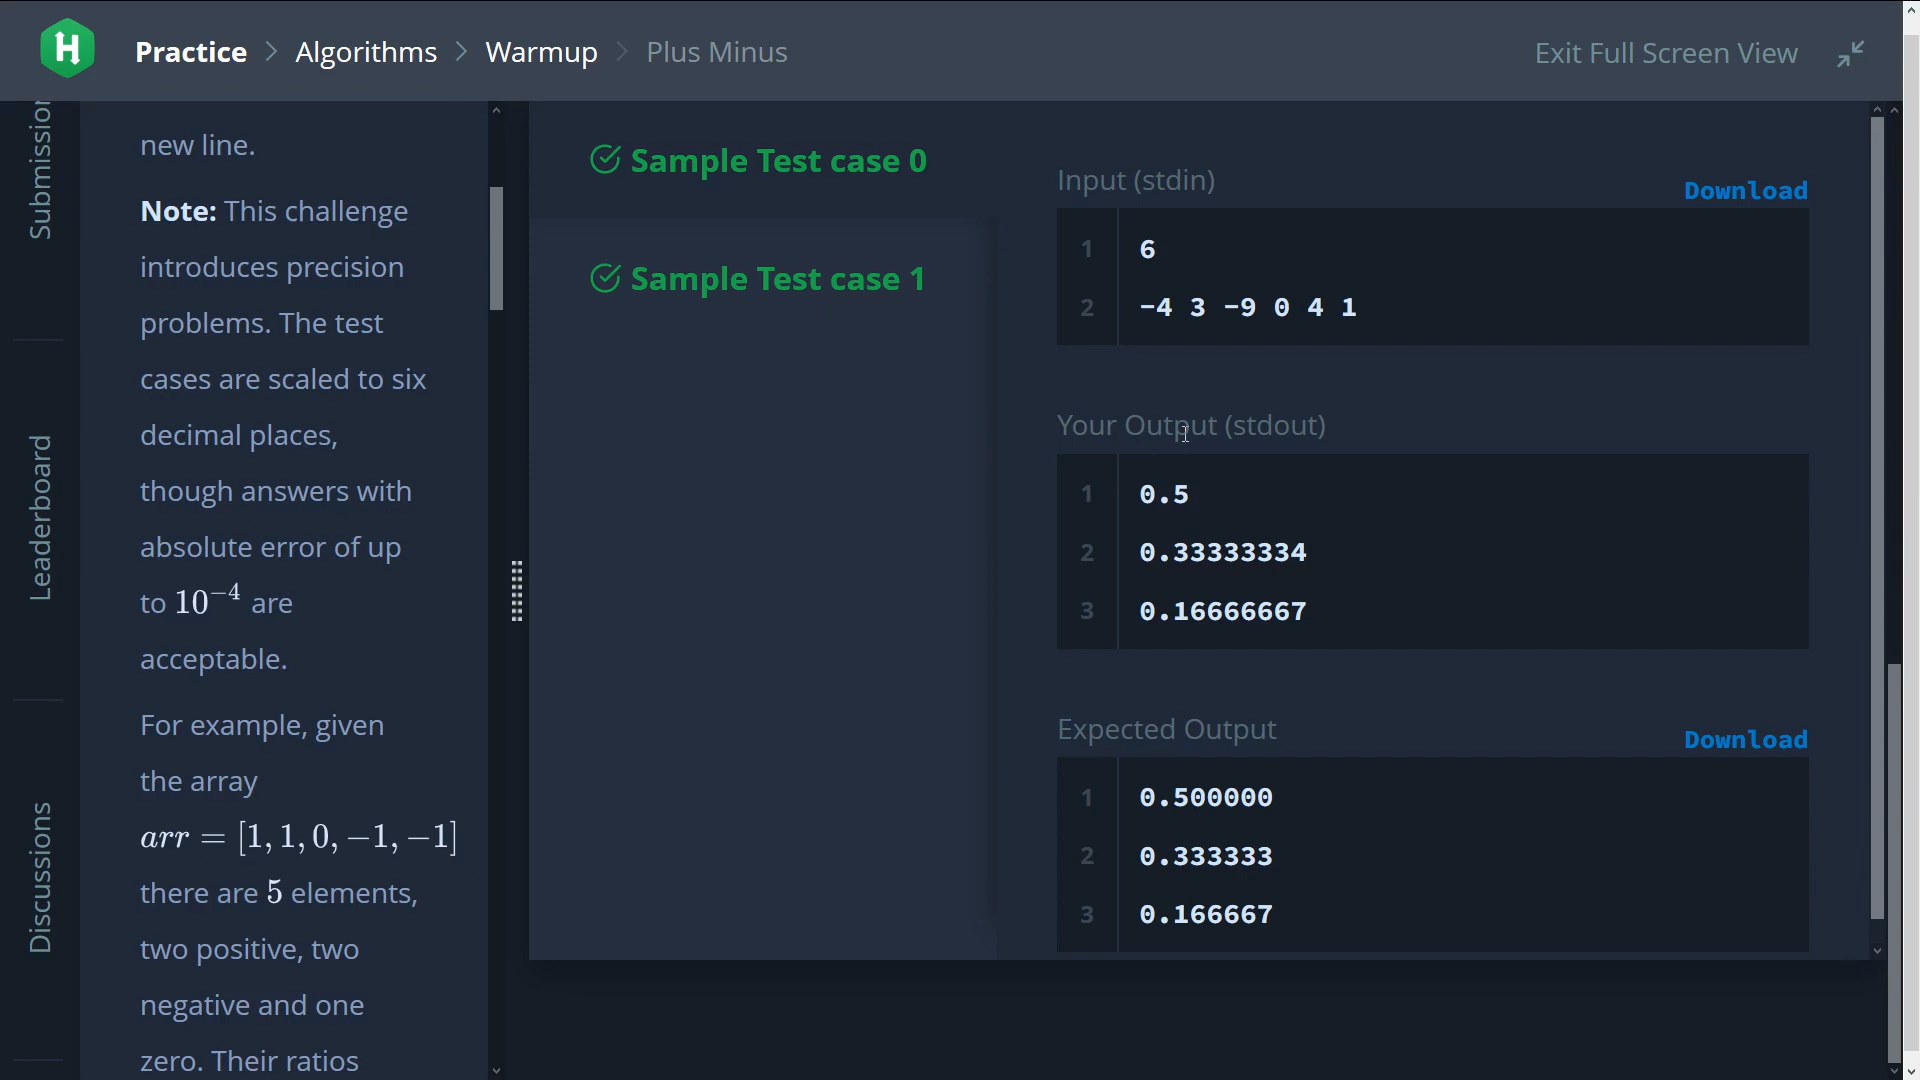 H
Practice > Algorithms > Warmup > Plus Minus
Exit Full Screen View
Submission
Leaderboard
Discussions
new line.
Note: This challenge
introduces precision
problems. The test
cases are scaled to six
decimal places,
though answers with
absolute error of up
to 10⁻⁴ are
acceptable.
For example, given
the array
arr = [1, 1, 0, −1, −1]
there are 5 elements,
two positive, two
negative and one
zero. Their ratios
Sample Test case 0
Sample Test case 1
Input (stdin)
Download
1 6
2 -4 3 -9 0 4 1
Your Output (stdout)
1 0.5
2 0.33333334
3 0.16666667
Expected Output
Download
1 0.500000
2 0.333333
3 0.166667